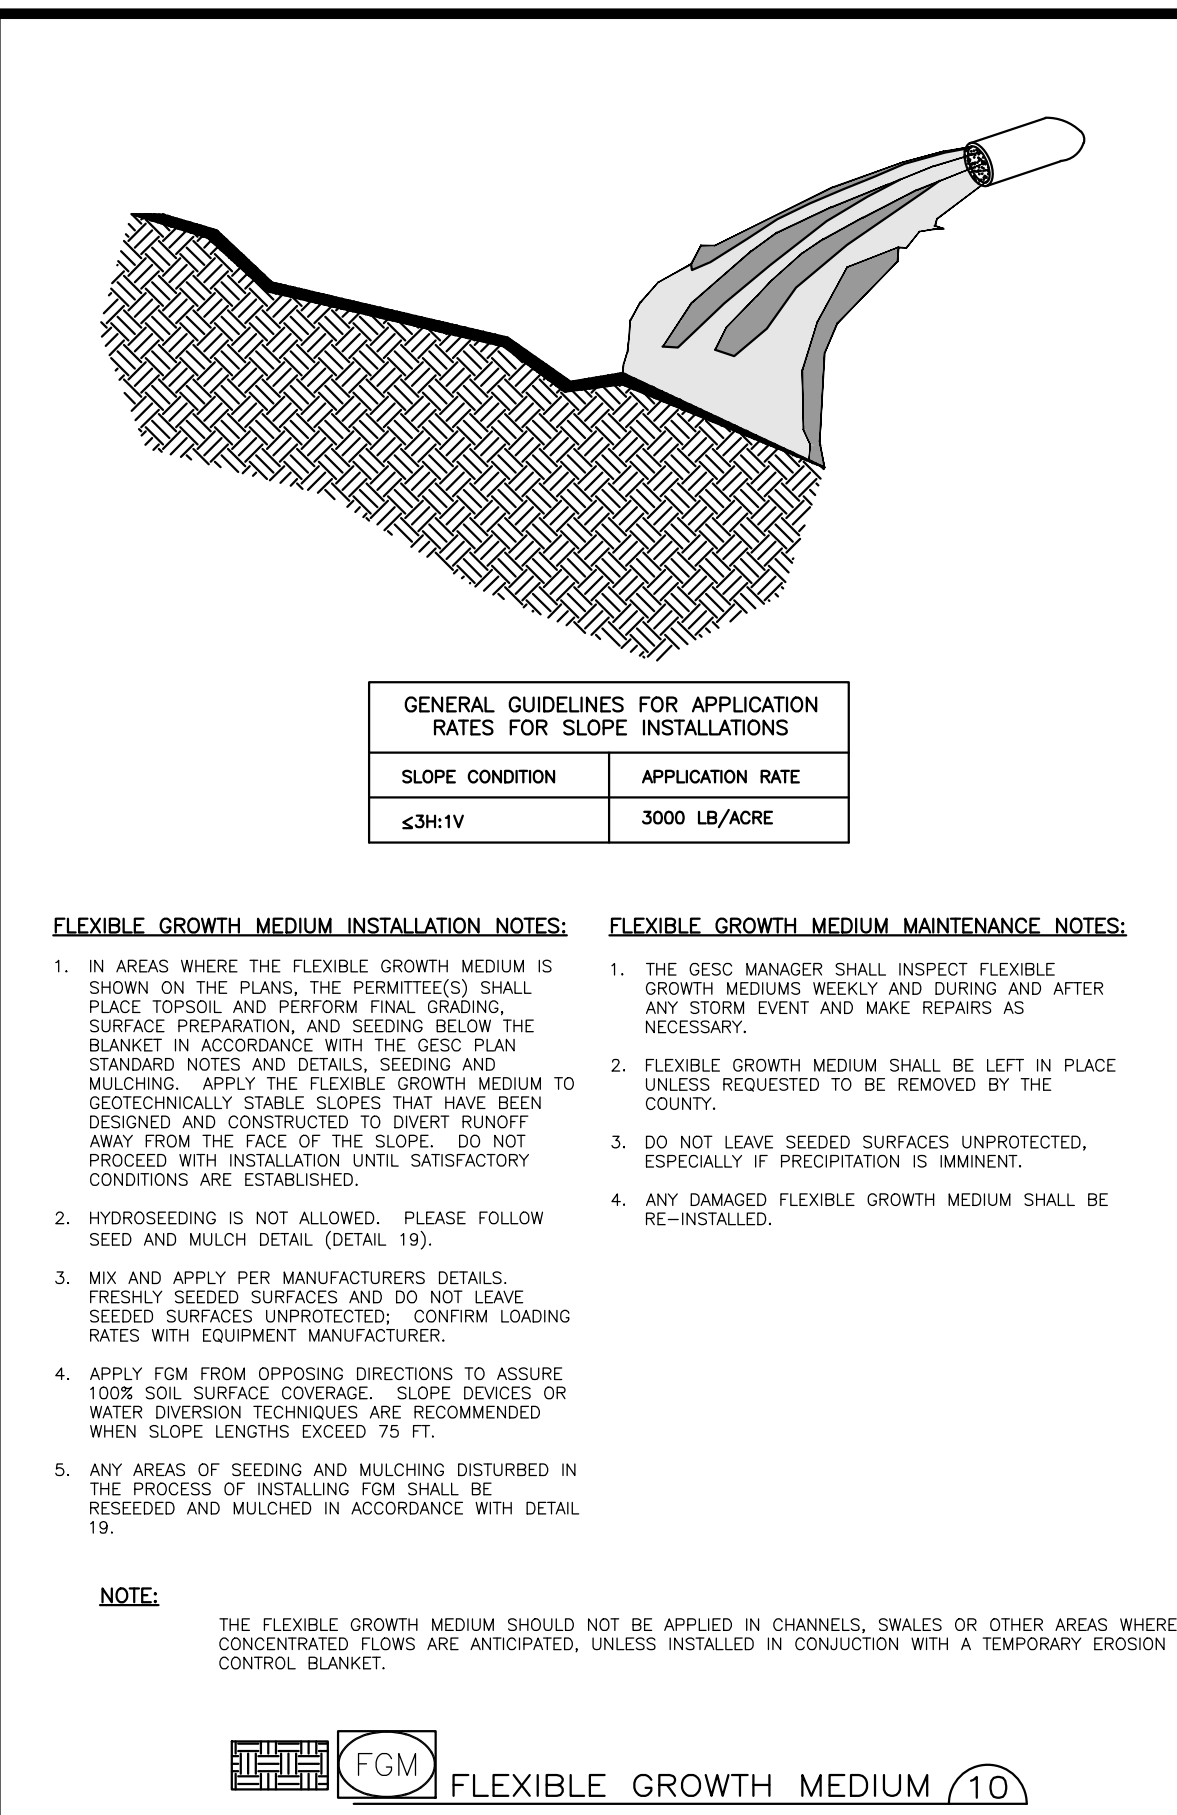 GENERAL GUIDELINES FOR APPLICATION
RATES FOR SLOPE INSTALLATIONS
SLOPE CONDITION
APPLICATION RATE
≤3H:1V
3000 LB/ACRE
FLEXIBLE GROWTH MEDIUM INSTALLATION NOTES:
1. IN AREAS WHERE THE FLEXIBLE GROWTH MEDIUM IS
SHOWN ON THE PLANS, THE PERMITTEE(S) SHALL
PLACE TOPSOIL AND PERFORM FINAL GRADING,
SURFACE PREPARATION, AND SEEDING BELOW THE
BLANKET IN ACCORDANCE WITH THE GESC PLAN
STANDARD NOTES AND DETAILS, SEEDING AND
MULCHING. APPLY THE FLEXIBLE GROWTH MEDIUM TO
GEOTECHNICALLY STABLE SLOPES THAT HAVE BEEN
DESIGNED AND CONSTRUCTED TO DIVERT RUNOFF
AWAY FROM THE FACE OF THE SLOPE. DO NOT
PROCEED WITH INSTALLATION UNTIL SATISFACTORY
CONDITIONS ARE ESTABLISHED.
2. HYDROSEEDING IS NOT ALLOWED. PLEASE FOLLOW
SEED AND MULCH DETAIL (DETAIL 19).
3. MIX AND APPLY PER MANUFACTURERS DETAILS.
FRESHLY SEEDED SURFACES AND DO NOT LEAVE
SEEDED SURFACES UNPROTECTED; CONFIRM LOADING
RATES WITH EQUIPMENT MANUFACTURER.
4. APPLY FGM FROM OPPOSING DIRECTIONS TO ASSURE
100% SOIL SURFACE COVERAGE. SLOPE DEVICES OR
WATER DIVERSION TECHNIQUES ARE RECOMMENDED
WHEN SLOPE LENGTHS EXCEED 75 FT.
5. ANY AREAS OF SEEDING AND MULCHING DISTURBED IN
THE PROCESS OF INSTALLING FGM SHALL BE
RESEEDED AND MULCHED IN ACCORDANCE WITH DETAIL
19.
FLEXIBLE GROWTH MEDIUM MAINTENANCE NOTES:
1. THE GESC MANAGER SHALL INSPECT FLEXIBLE
GROWTH MEDIUMS WEEKLY AND DURING AND AFTER
ANY STORM EVENT AND MAKE REPAIRS AS
NECESSARY.
2. FLEXIBLE GROWTH MEDIUM SHALL BE LEFT IN PLACE
UNLESS REQUESTED TO BE REMOVED BY THE
COUNTY.
3. DO NOT LEAVE SEEDED SURFACES UNPROTECTED,
ESPECIALLY IF PRECIPITATION IS IMMINENT.
4. ANY DAMAGED FLEXIBLE GROWTH MEDIUM SHALL BE
RE-INSTALLED.
NOTE:
THE FLEXIBLE GROWTH MEDIUM SHOULD NOT BE APPLIED IN CHANNELS, SWALES OR OTHER AREAS WHERE
CONCENTRATED FLOWS ARE ANTICIPATED, UNLESS INSTALLED IN CONJUCTION WITH A TEMPORARY EROSION
CONTROL BLANKET.
FGM
FLEXIBLE GROWTH MEDIUM 10